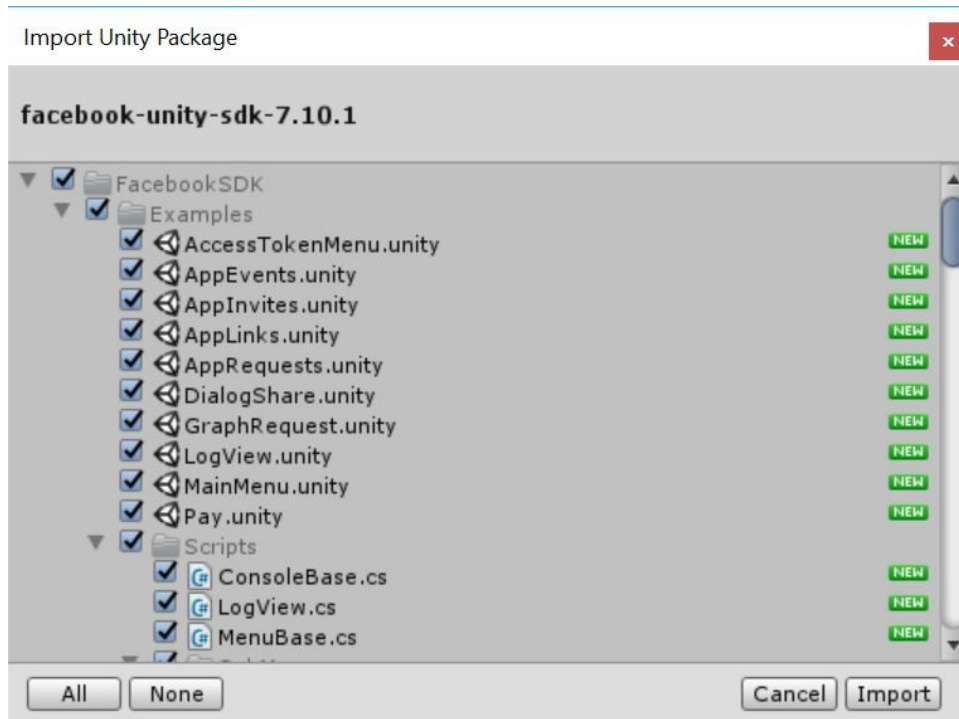 Import Unity Package
x
facebook-unity-sdk-7.10.1
FacebookSDK
Examples
AccessTokenMenu.unity NEW
AppEvents.unity NEW
AppInvites.unity NEW
AppLinks.unity NEW
AppRequests.unity NEW
DialogShare.unity NEW
GraphRequest.unity NEW
LogView.unity NEW
MainMenu.unity NEW
Pay.unity NEW
Scripts
ConsoleBase.cs NEW
LogView.cs NEW
MenuBase.cs NEW
All None Cancel Import